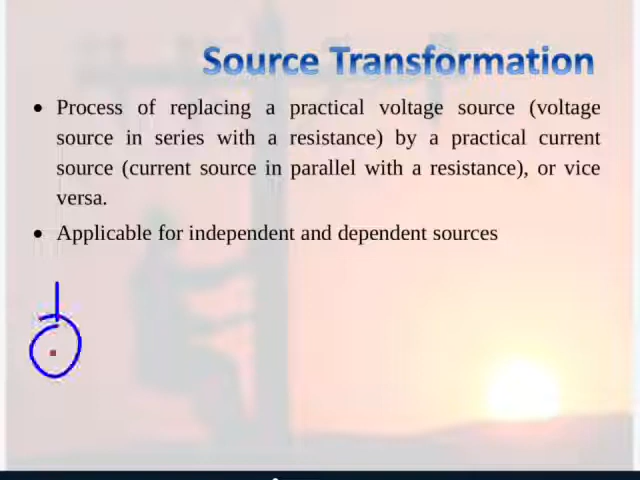 Source Transformation
• Process of replacing a practical voltage source (voltage
source in series with a resistance) by a practical current
source (current source in parallel with a resistance), or vice
versa.
• Applicable for independent and dependent sources